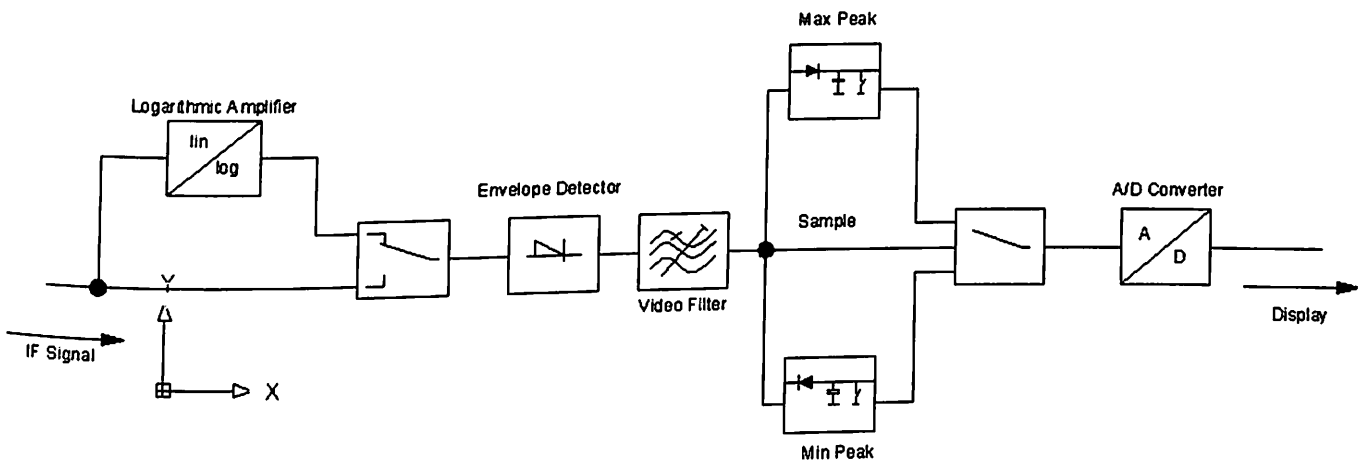 Max Peak
Logarithmic Amplifier
lin
log
Envelope Detector
A/D Converter
Sample
A
D
Video Filter
Y
X
IF Signal
Display
Min Peak